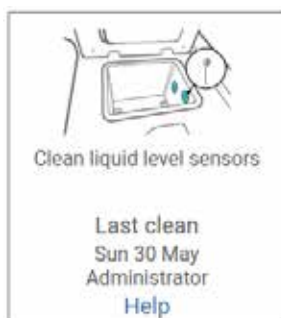 Clean liquid level sensors
Last clean
Sun 30 May
Administrator
Help